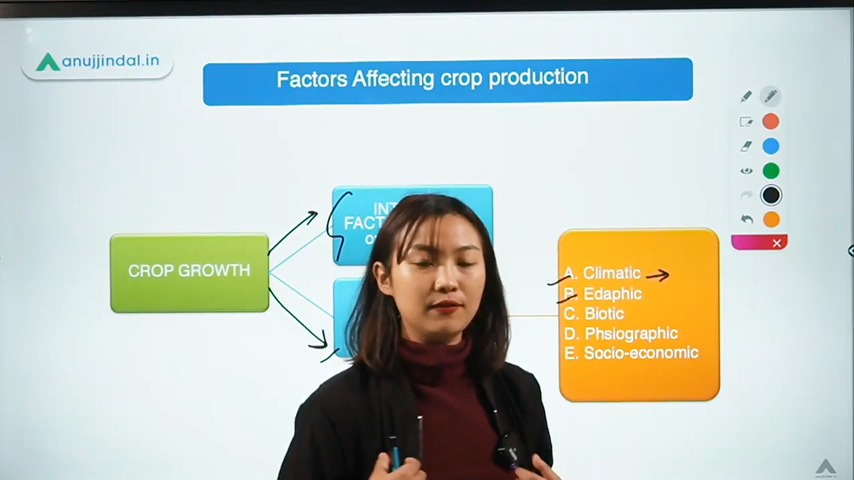 anujjindal.in
Factors Affecting crop production
CROP GROWTH
A. Climatic
B. Edaphic
C. Biotic
D. Phsiographic
E. Socio-economic